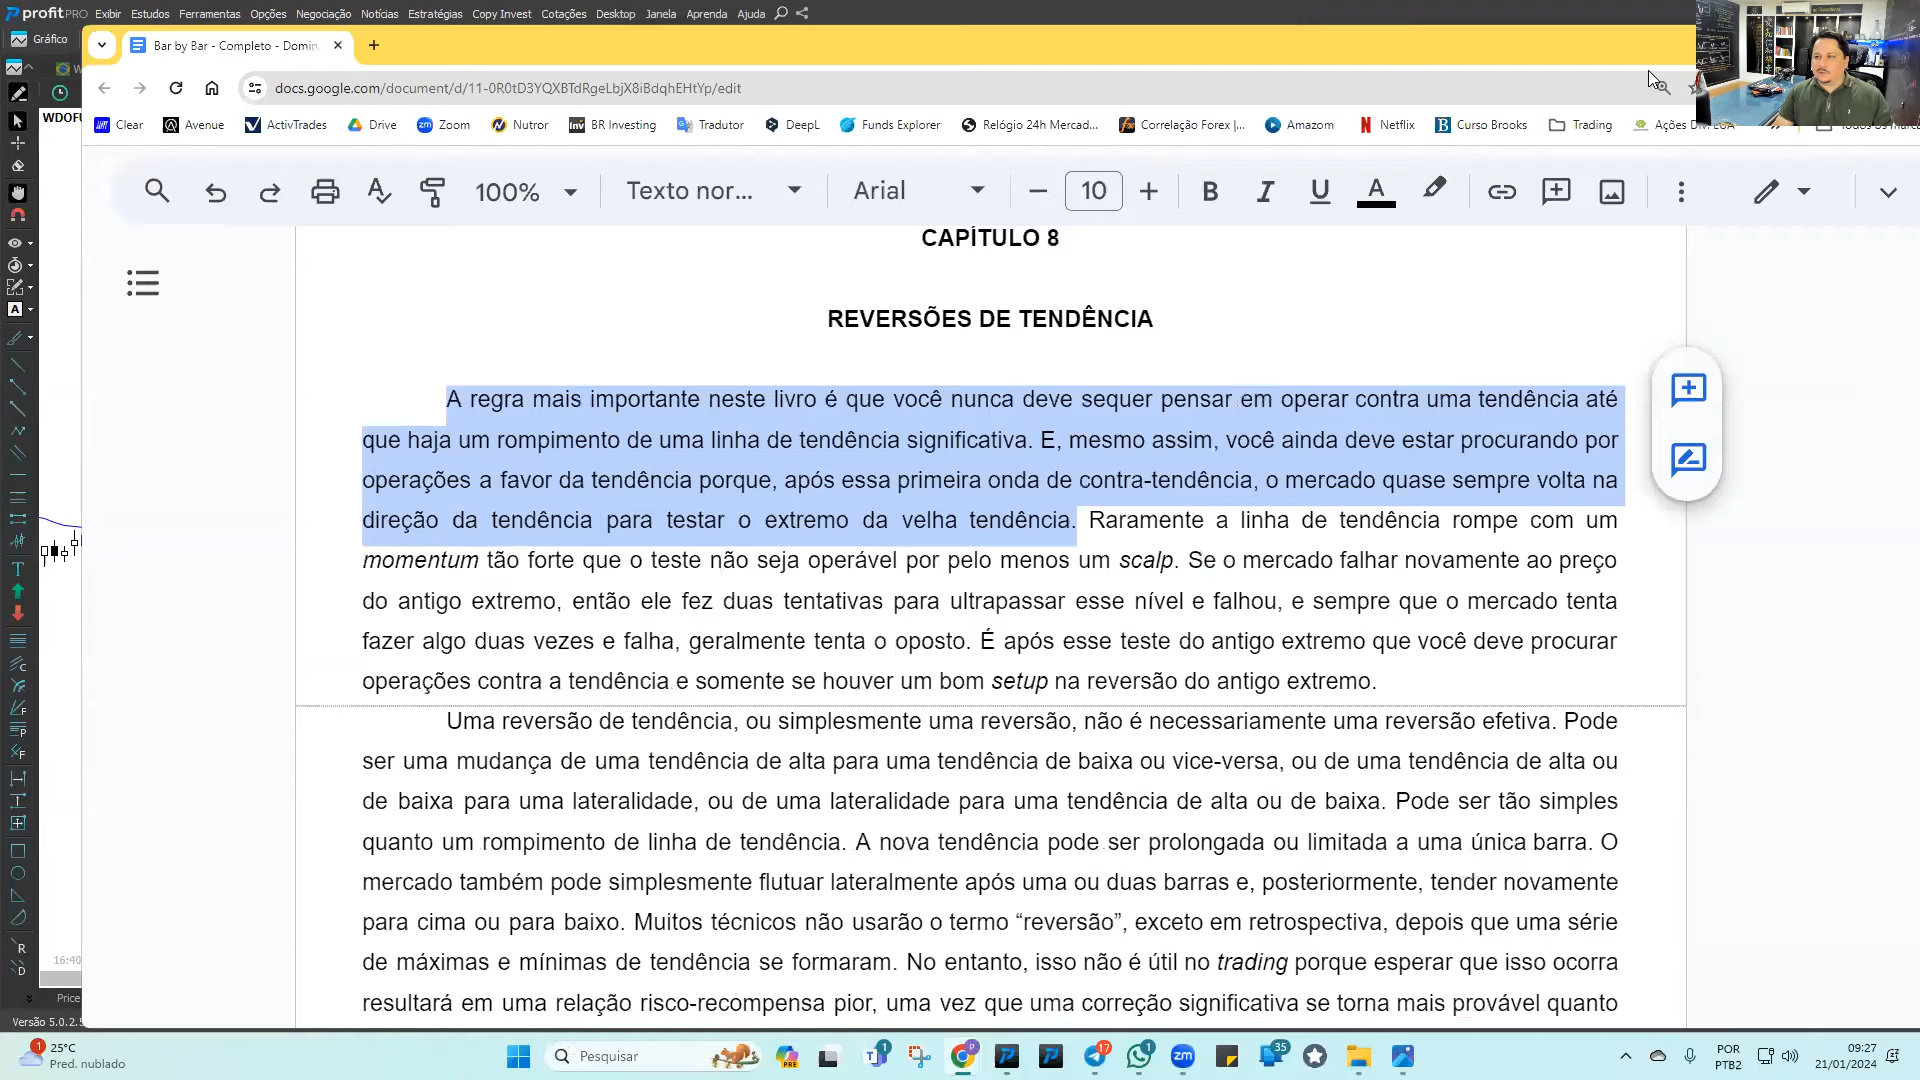 profit PRO Exibir Estudos Ferramentas Opções Negociação Notícias Estratégias Copy Invest Cotações Desktop Janela Aprenda Ajuda
Gráfico
Bar by Bar - Completo - Domin
docs.google.com/document/d/11-0R0tD3YQXBTdRgeLbjX8iBdqhEHtYp/edit
WDOFU
Clear Avenue ActivTrades Drive Zoom Nutror BR Investing Tradutor DeepL Funds Explorer Relógio 24h Mercad... Correlação Forex |... Amazom Netflix Curso Brooks Trading Ações Div. EUA
100% Texto nor... Arial 10 B I U A
CAPÍTULO 8
REVERSÕES DE TENDÊNCIA
A regra mais importante neste livro é que você nunca deve sequer pensar em operar contra uma tendência até
que haja um rompimento de uma linha de tendência significativa. E, mesmo assim, você ainda deve estar procurando por
operações a favor da tendência porque, após essa primeira onda de contra-tendência, o mercado quase sempre volta na
direção da tendência para testar o extremo da velha tendência. Raramente a linha de tendência rompe com um
momentum tão forte que o teste não seja operável por pelo menos um scalp. Se o mercado falhar novamente ao preço
do antigo extremo, então ele fez duas tentativas para ultrapassar esse nível e falhou, e sempre que o mercado tenta
fazer algo duas vezes e falha, geralmente tenta o oposto. É após esse teste do antigo extremo que você deve procurar
operações contra a tendência e somente se houver um bom setup na reversão do antigo extremo.
Uma reversão de tendência, ou simplesmente uma reversão, não é necessariamente uma reversão efetiva. Pode
ser uma mudança de uma tendência de alta para uma tendência de baixa ou vice-versa, ou de uma tendência de alta ou
de baixa para uma lateralidade, ou de uma lateralidade para uma tendência de alta ou de baixa. Pode ser tão simples
quanto um rompimento de linha de tendência. A nova tendência pode ser prolongada ou limitada a uma única barra. O
mercado também pode simplesmente flutuar lateralmente após uma ou duas barras e, posteriormente, tender novamente
para cima ou para baixo. Muitos técnicos não usarão o termo “reversão”, exceto em retrospectiva, depois que uma série
de máximas e mínimas de tendência se formaram. No entanto, isso não é útil no trading porque esperar que isso ocorra
resultará em uma relação risco-recompensa pior, uma vez que uma correção significativa se torna mais provável quanto
16:40
Price
Versão 5.0.2.5
25°C
Pred. nublado
Pesquisar
POR
PTB2
09:27
21/01/2024